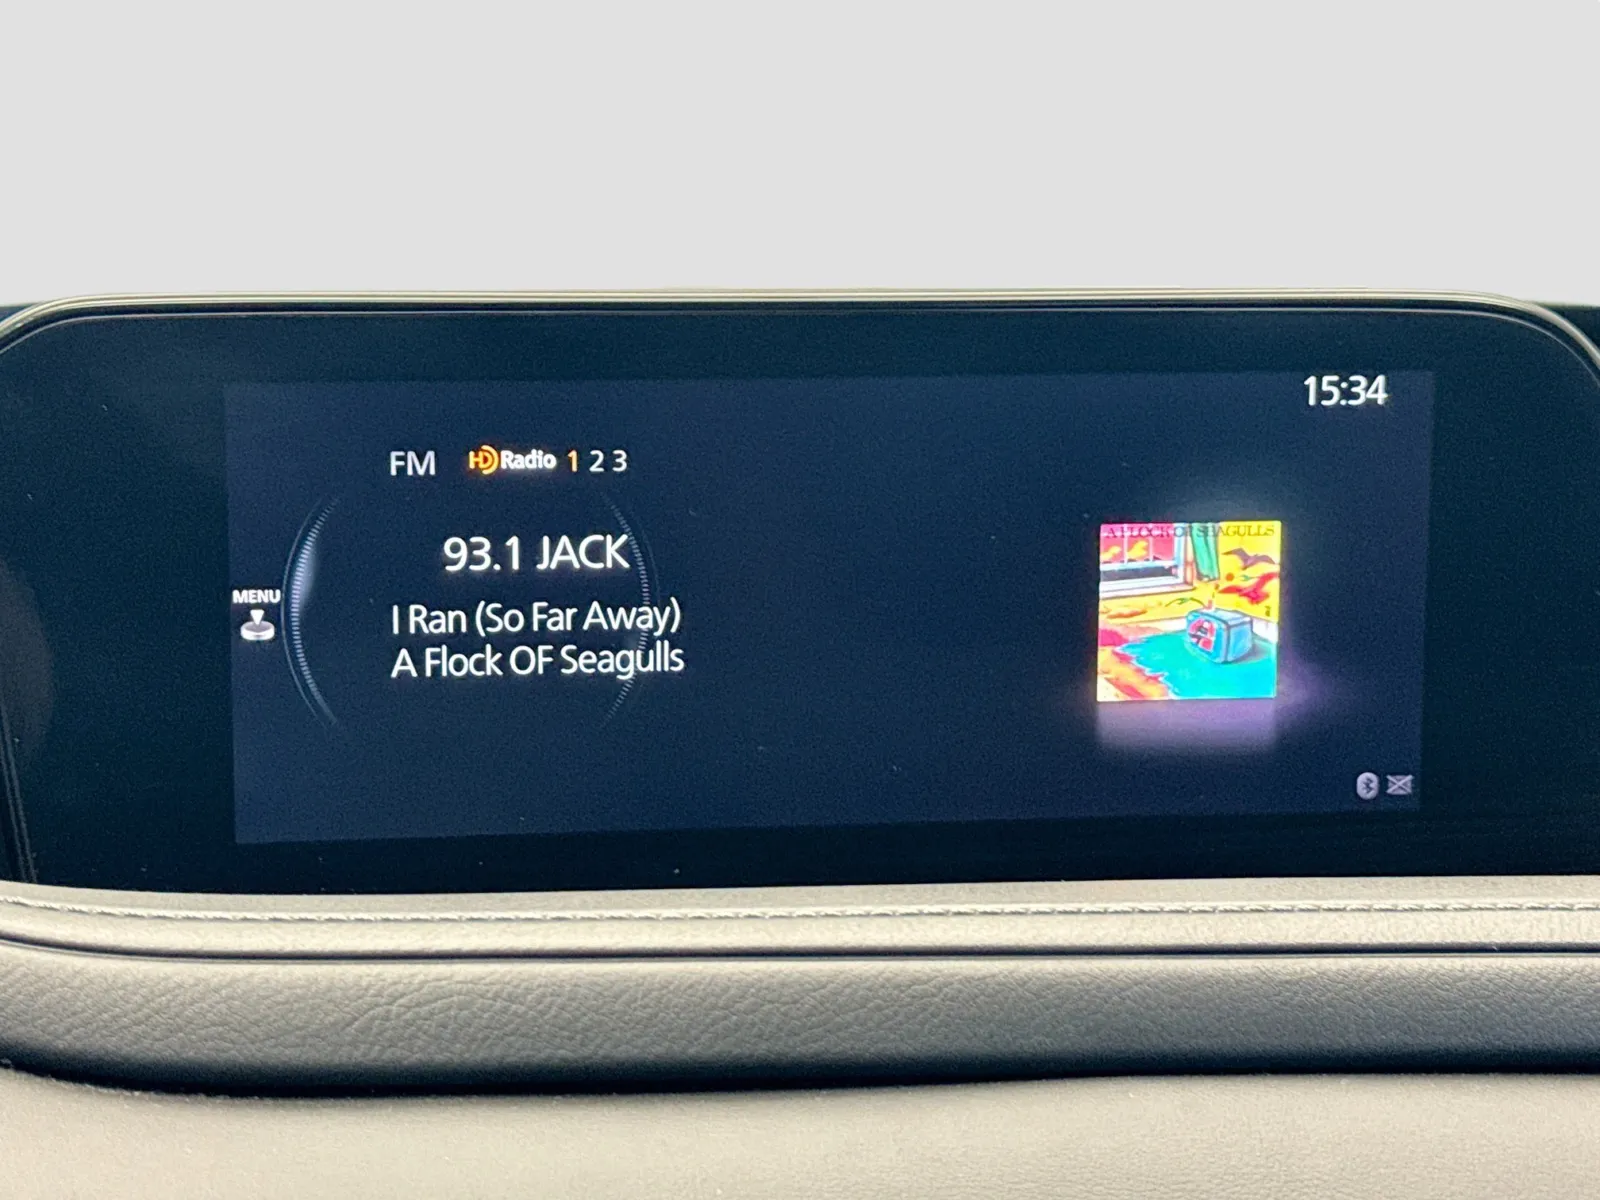 15:34
FM HD Radio 1 2 3
93.1 JACK
MENU
I Ran (So Far Away)
A Flock OF Seagulls
A FLOCK OF SEAGULLS